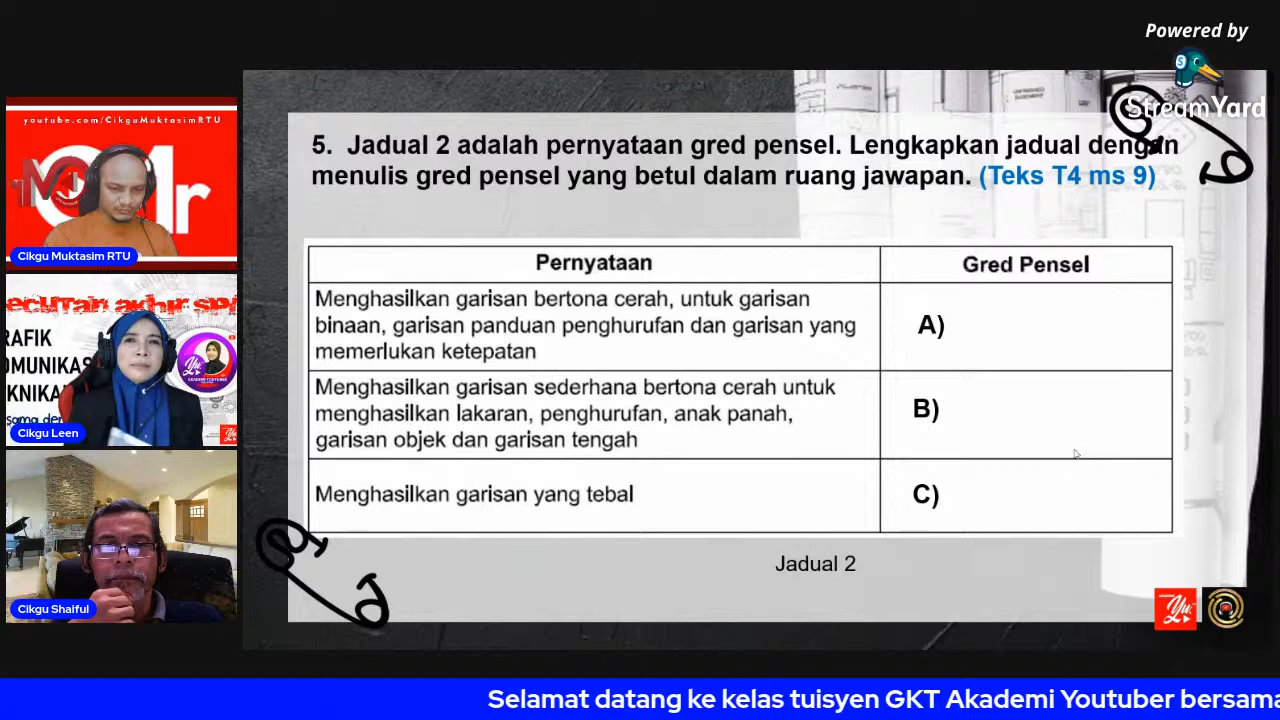 Powered by
StreamYard
youtube.com/CikguMuktasimRTU
Cikgu Muktasim RTU
Cikgu Leen
Cikgu Shaiful
5. Jadual 2 adalah pernyataan gred pensel. Lengkapkan jadual dengan
menulis gred pensel yang betul dalam ruang jawapan. (Teks T4 ms 9)
Pernyataan
Gred Pensel
Menghasilkan garisan bertona cerah, untuk garisan
binaan, garisan panduan penghurufan dan garisan yang
memerlukan ketepatan
A)
Menghasilkan garisan sederhana bertona cerah untuk
menghasilkan lakaran, penghurufan, anak panah,
garisan objek dan garisan tengah
B)
Menghasilkan garisan yang tebal
C)
Jadual 2
Selamat datang ke kelas tuisyen GKT Akademi Youtuber bersama